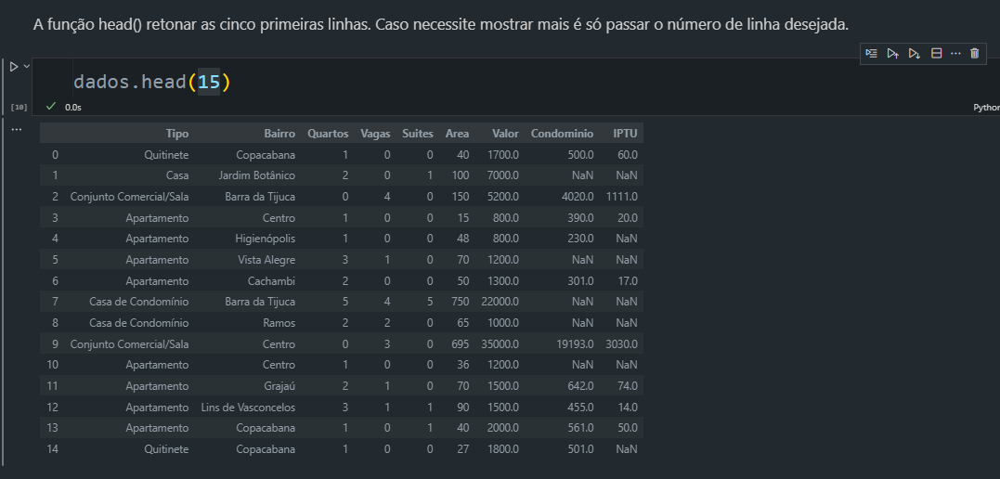 A função head() retonar as cinco primeiras linhas. Caso necessite mostrar mais é só passar o número de linha desejada.
dados.head(15)
[10] 0.0s Python
Tipo Bairro Quartos Vagas Suites Area Valor Condominio IPTU
0 Quitinete Copacabana 1 0 0 40 1700.0 500.0 60.0
1 Casa Jardim Botânico 2 0 1 100 7000.0 NaN NaN
2 Conjunto Comercial/Sala Barra da Tijuca 0 4 0 150 5200.0 4020.0 1111.0
3 Apartamento Centro 1 0 0 15 800.0 390.0 20.0
4 Apartamento Higienópolis 1 0 0 48 800.0 230.0 NaN
5 Apartamento Vista Alegre 3 1 0 70 1200.0 NaN NaN
6 Apartamento Cachambi 2 0 0 50 1300.0 301.0 17.0
7 Casa de Condomínio Barra da Tijuca 5 4 5 750 22000.0 NaN NaN
8 Casa de Condomínio Ramos 2 2 0 65 1000.0 NaN NaN
9 Conjunto Comercial/Sala Centro 0 3 0 695 35000.0 19193.0 3030.0
10 Apartamento Centro 1 0 0 36 1200.0 NaN NaN
11 Apartamento Grajaú 2 1 0 70 1500.0 642.0 74.0
12 Apartamento Lins de Vasconcelos 3 1 1 90 1500.0 455.0 14.0
13 Apartamento Copacabana 1 0 1 40 2000.0 561.0 50.0
14 Quitinete Copacabana 1 0 0 27 1800.0 501.0 NaN